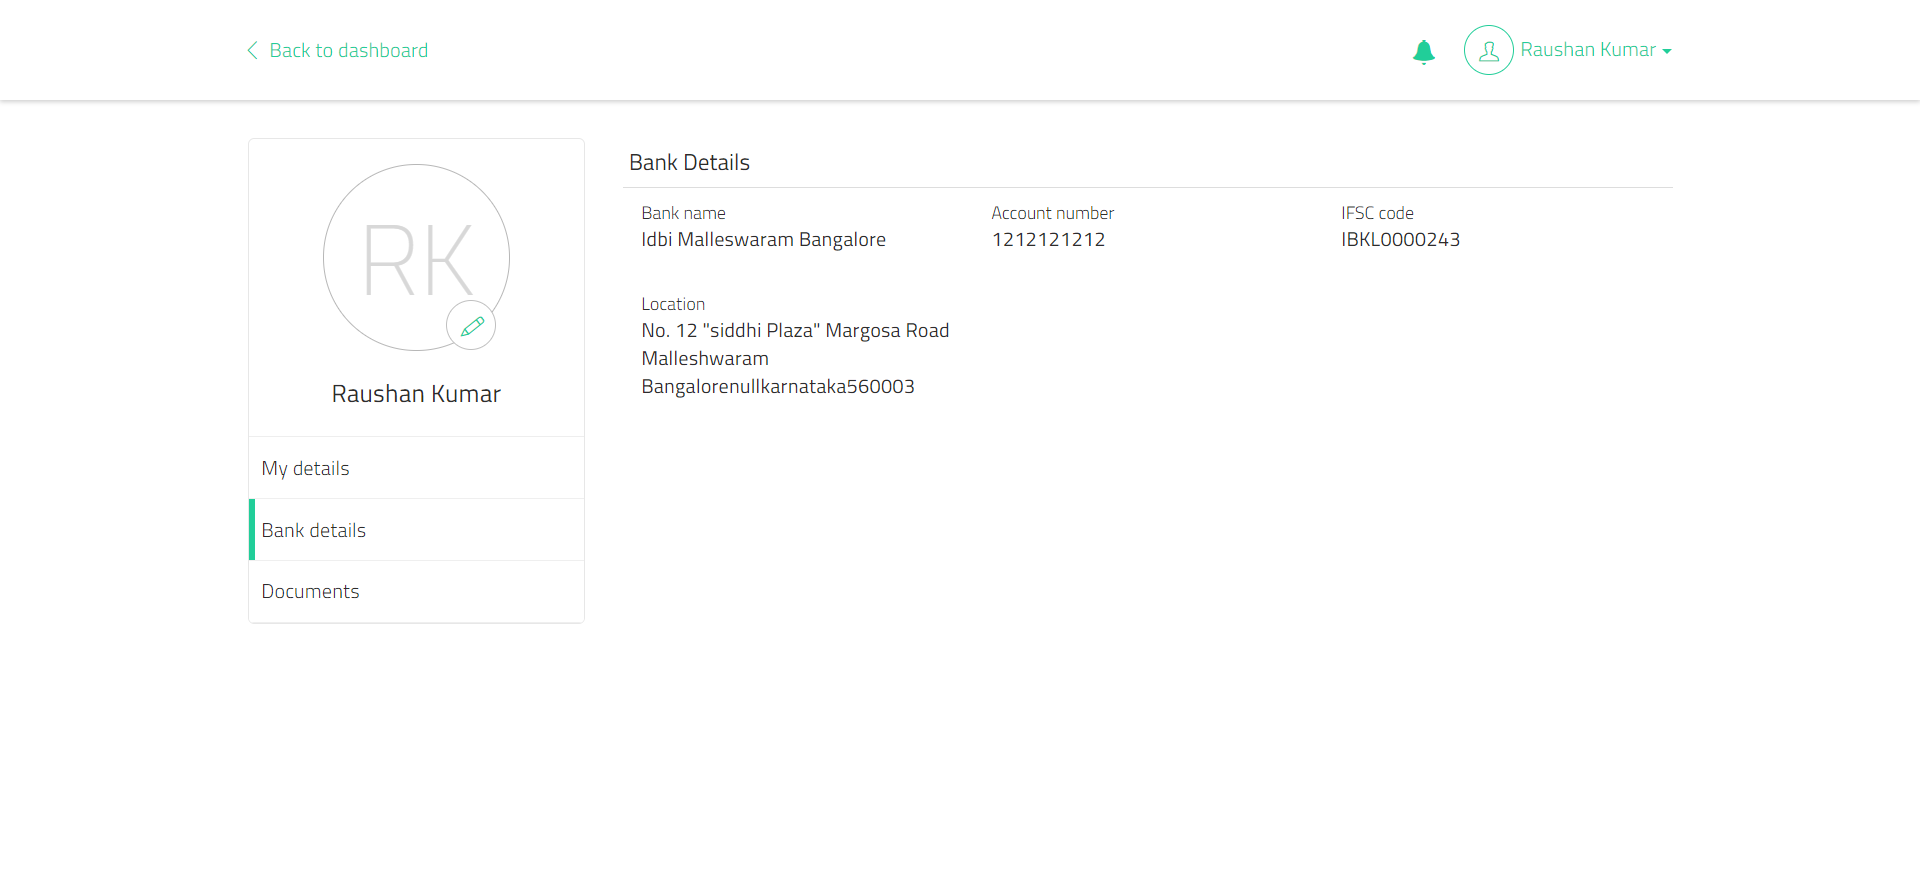 Back to dashboard
Raushan Kumar
RK
Raushan Kumar
My details
Bank details
Documents
Bank Details
Bank name
Idbi Malleswaram Bangalore
Account number
1212121212
IFSC code
IBKL0000243
Location
No. 12 "siddhi Plaza" Margosa Road
Malleshwaram
Bangalorenullkarnataka560003